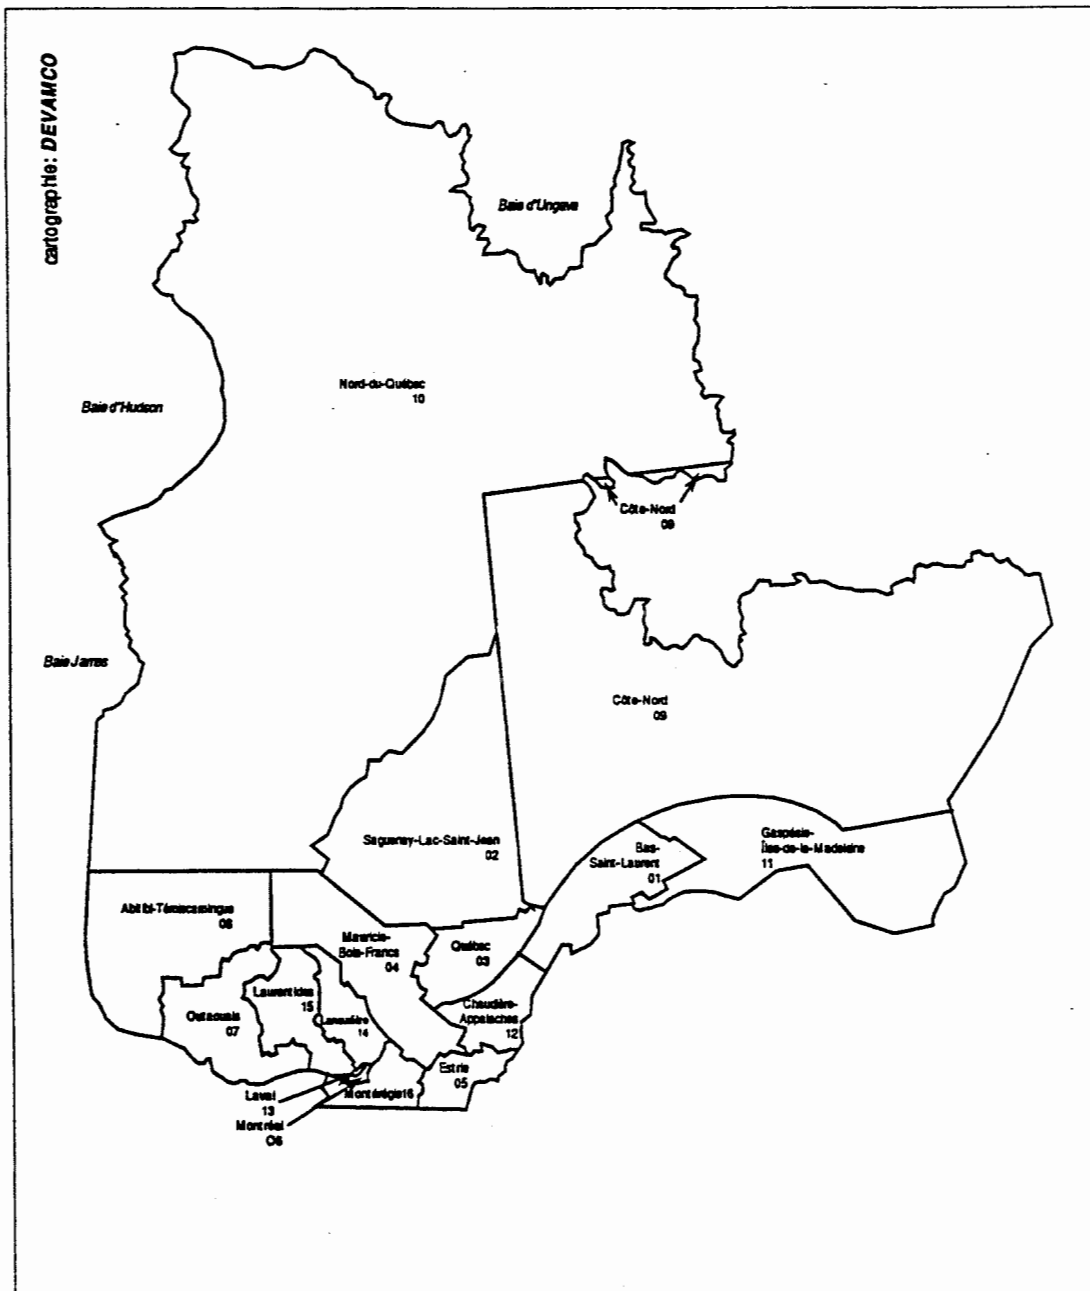 cartographie: DEVAMCO
Baie d'Ungava
Nord-du-Québec
10
Baie d'Hudson
Côte-Nord
09
Baie James
Côte-Nord
09
Saguenay-Lac-Saint-Jean
02
Bas-
Saint-Laurent
01
Gaspésie-
Îles-de-la-Madeleine
11
Abitibi-Témiscamingue
08
Mauricie-
Bois-Francs
04
Québec
03
Laurentides
15
Lanaudière
14
Outaouais
07
Chaudière-
Appalaches
12
Estrie
05
Montérégie16
Laval
13
Montréal
06